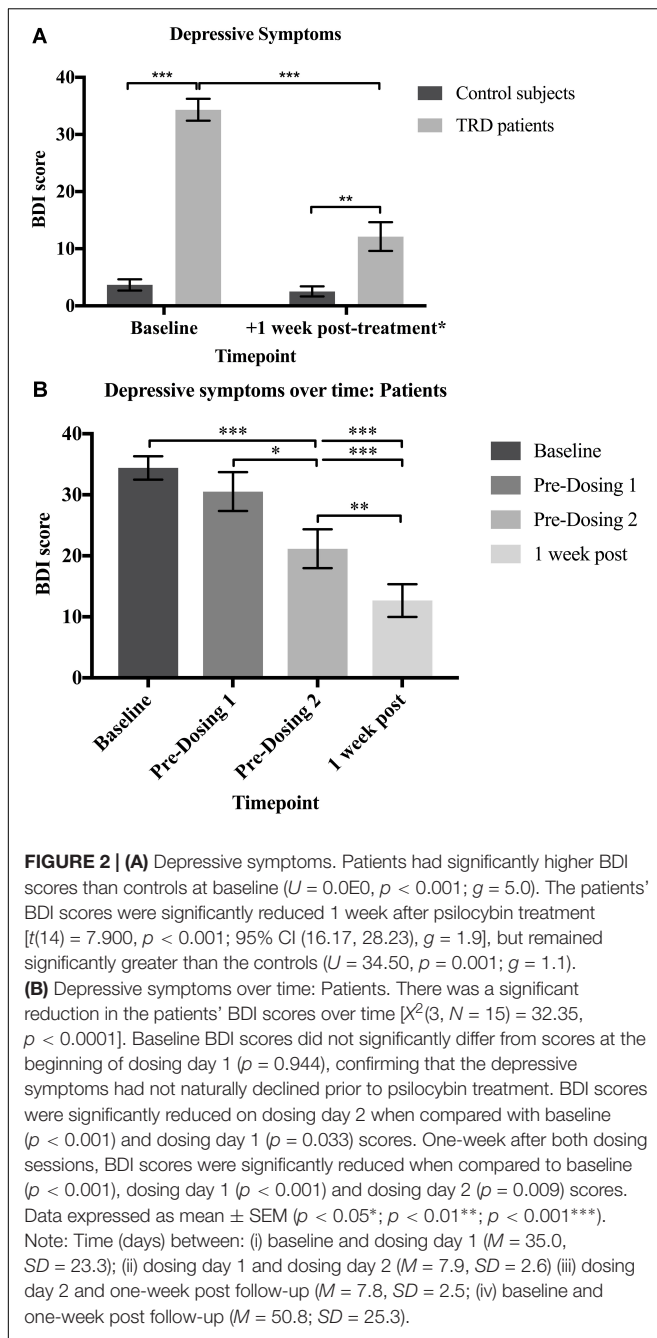 A
Depressive Symptoms
BDI score
40
30
20
10
0
***
***
**
Control subjects
TRD patients
Baseline
+1 week post-treatment*
Timepoint
B
Depressive symptoms over time: Patients
BDI score
40
30
20
10
0
***
***
*
***
**
Baseline
Pre-Dosing 1
Pre-Dosing 2
1 week post
Baseline
Pre-Dosing 1
Pre-Dosing 2
1 week post
Timepoint
FIGURE 2 | (A) Depressive symptoms. Patients had significantly higher BDI
scores than controls at baseline (U = 0.0E0, p < 0.001; g = 5.0). The patients’
BDI scores were significantly reduced 1 week after psilocybin treatment
[t(14) = 7.900, p < 0.001; 95% CI (16.17, 28.23), g = 1.9], but remained
significantly greater than the controls (U = 34.50, p = 0.001; g = 1.1).
(B) Depressive symptoms over time: Patients. There was a significant
reduction in the patients’ BDI scores over time [X²(3, N = 15) = 32.35,
p < 0.0001]. Baseline BDI scores did not significantly differ from scores at the
beginning of dosing day 1 (p = 0.944), confirming that the depressive
symptoms had not naturally declined prior to psilocybin treatment. BDI scores
were significantly reduced on dosing day 2 when compared with baseline
(p < 0.001) and dosing day 1 (p = 0.033) scores. One-week after both dosing
sessions, BDI scores were significantly reduced when compared to baseline
(p < 0.001), dosing day 1 (p < 0.001) and dosing day 2 (p = 0.009) scores.
Data expressed as mean ± SEM (p < 0.05*; p < 0.01**; p < 0.001***).
Note: Time (days) between: (i) baseline and dosing day 1 (M = 35.0,
SD = 23.3); (ii) dosing day 1 and dosing day 2 (M = 7.9, SD = 2.6) (iii) dosing
day 2 and one-week post follow-up (M = 7.8, SD = 2.5; (iv) baseline and
one-week post follow-up (M = 50.8; SD = 25.3).